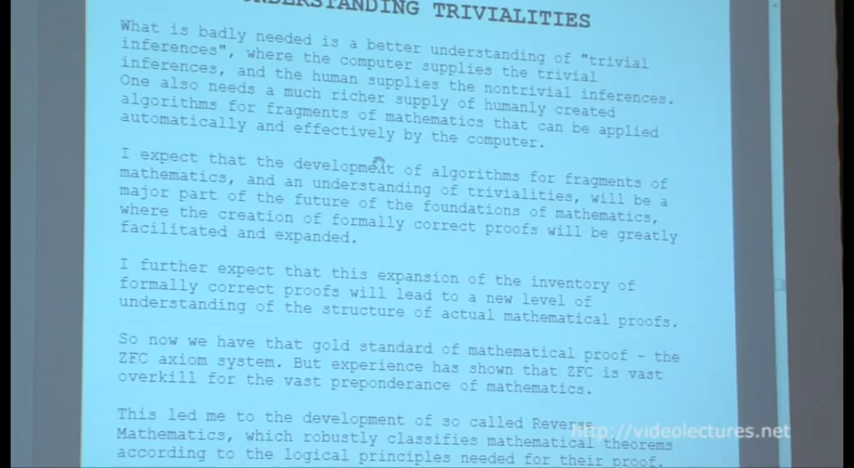 UNDERSTANDING TRIVIALITIES
What is badly needed is a better understanding of "trivial
inferences", where the computer supplies the trivial
inferences, and the human supplies the nontrivial inferences.
One also needs a much richer supply of humanly created
algorithms for fragments of mathematics that can be applied
automatically and effectively by the computer.
I expect that the development of algorithms for fragments of
mathematics, and an understanding of trivialities, will be a
major part of the future of the foundations of mathematics,
where the creation of formally correct proofs will be greatly
facilitated and expanded.
I further expect that this expansion of the inventory of
formally correct proofs will lead to a new level of
understanding of the structure of actual mathematical proofs.
So now we have that gold standard of mathematical proof - the
ZFC axiom system. But experience has shown that ZFC is vast
overkill for the vast preponderance of mathematics.
This led me to the development of so called Reverse
Mathematics, which robustly classifies mathematical theorems
according to the logical principles needed for their proof.
http://videolectures.net